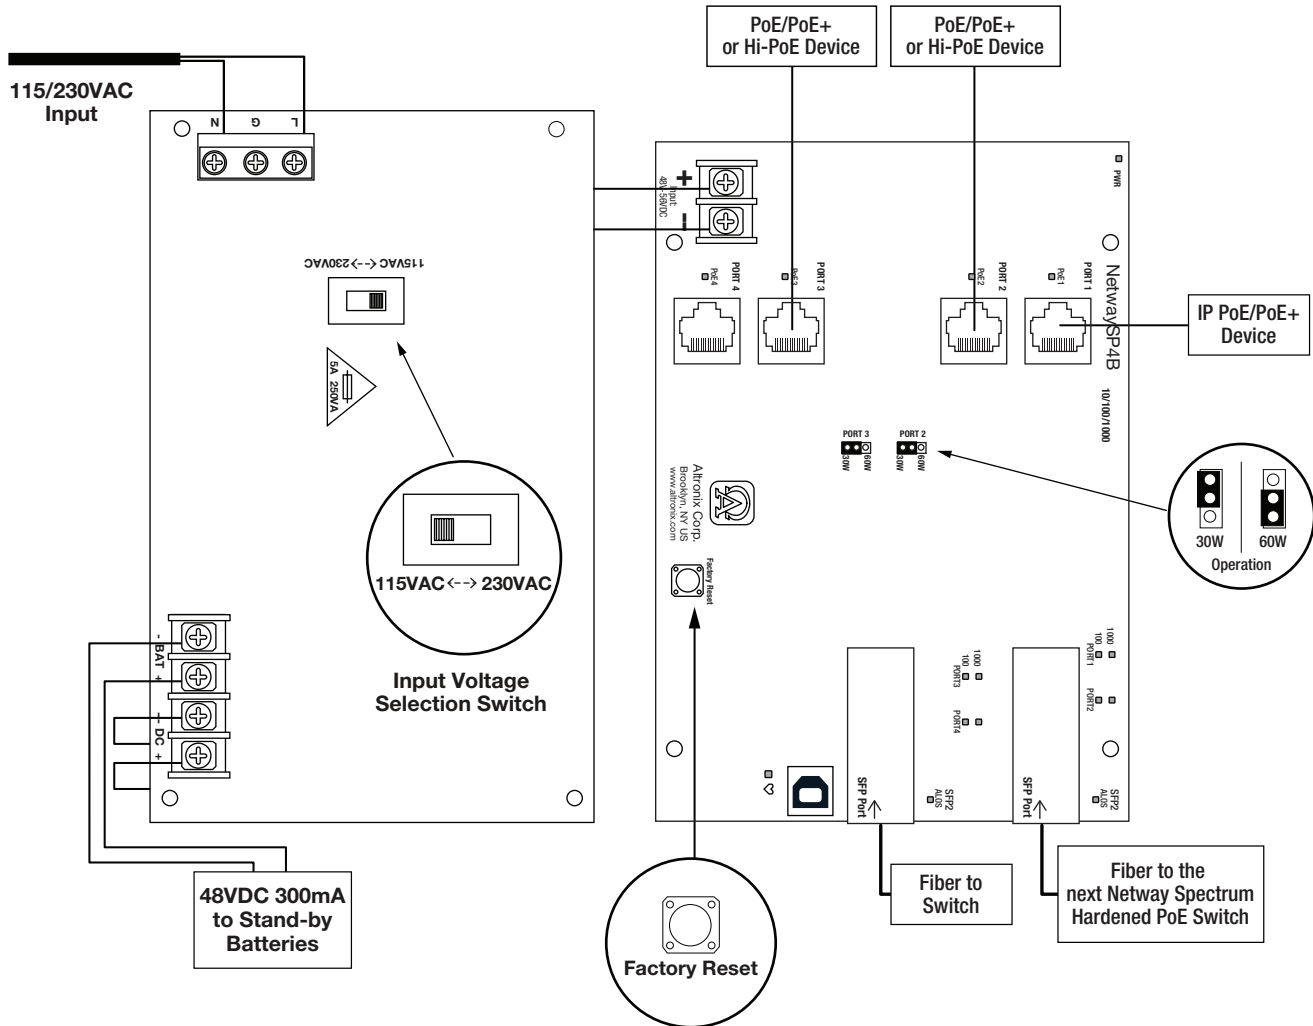 PoE/PoE+
or Hi-PoE Device
PoE/PoE+
or Hi-PoE Device
115/230VAC
Input
N G L
115VAC <--> 230VAC
5A 250VA
115VAC <--> 230VAC
Input Voltage
Selection Switch
- BAT +
- DC +
48VDC 300mA
to Stand-by
Batteries
+
-
Input:
48V-56VDC
PWR
PORT 4
PoE4
PORT 3
PoE3
PORT 2
PoE2
PORT 1
PoE1
NetwaySP4B
10/100/1000
IP PoE/PoE+
Device
PORT 3
30W 60W
PORT 2
30W 60W
30W 60W
Operation
Altronix Corp.
Brooklyn, NY US
www.altronix.com
Factory Reset
Factory Reset
1000
100
PORT3
PORT4
1000
100
PORT1
PORT2
SFP Port
SFP2
ALOS
SFP Port
SFP2
ALOS
Fiber to
Switch
Fiber to the
next Netway Spectrum
Hardened PoE Switch